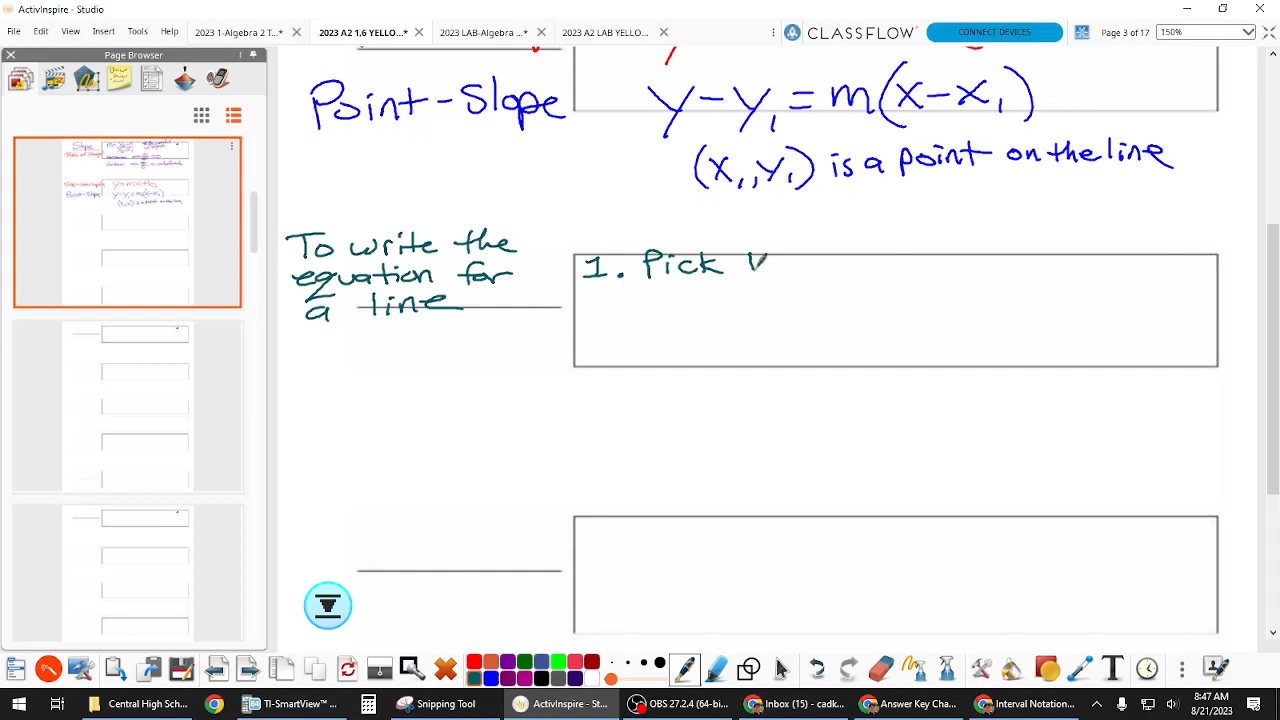 ActivInspire - Studio
File Edit View Insert Tools Help
2023 1-Algebra 2 T...*
2023 A2 1,6 YELLO...*
2023 LAB-Algebra ...*
2023 A2 LAB YELLO...
CLASSFLOW
CONNECT DEVICES
Page 3 of 17
150%
Page Browser
Point-Slope
y-y₁=m(x-x₁)
(x₁,y₁) is a point on the line
To write the
equation for
a line
1. Pick
Central High Sch...
TI-SmartView™ ...
Snipping Tool
ActivInspire - St...
OBS 27.2.4 (64-bi...
Inbox (15) - cade...
Answer Key Cha...
Interval Notation...
8:47 AM
8/21/2023